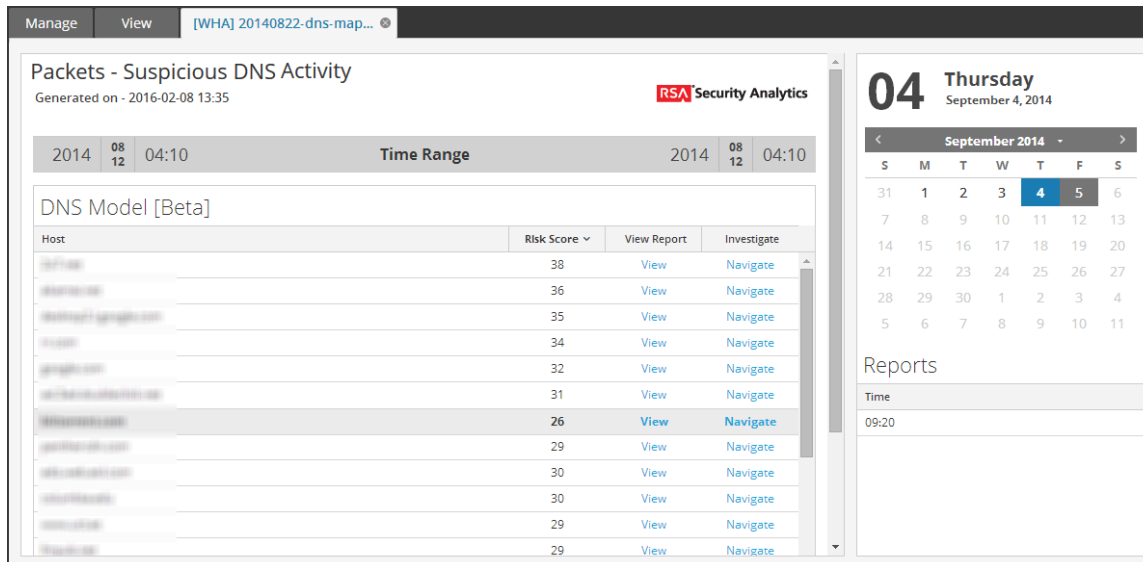 Manage View [WHA] 20140822-dns-map...
Packets - Suspicious DNS Activity
Generated on - 2016-02-08 13:35
RSA Security Analytics
2014 08 12 04:10 Time Range 2014 08 12 04:10
DNS Model [Beta]
Host Risk Score View Report Investigate
38 View Navigate
36 View Navigate
35 View Navigate
34 View Navigate
32 View Navigate
31 View Navigate
26 View Navigate
29 View Navigate
30 View Navigate
30 View Navigate
29 View Navigate
29 View Navigate
04 Thursday
September 4, 2014
September 2014
S M T W T F S
31 1 2 3 4 5 6
7 8 9 10 11 12 13
14 15 16 17 18 19 20
21 22 23 24 25 26 27
28 29 30 1 2 3 4
5 6 7 8 9 10 11
Reports
Time
09:20